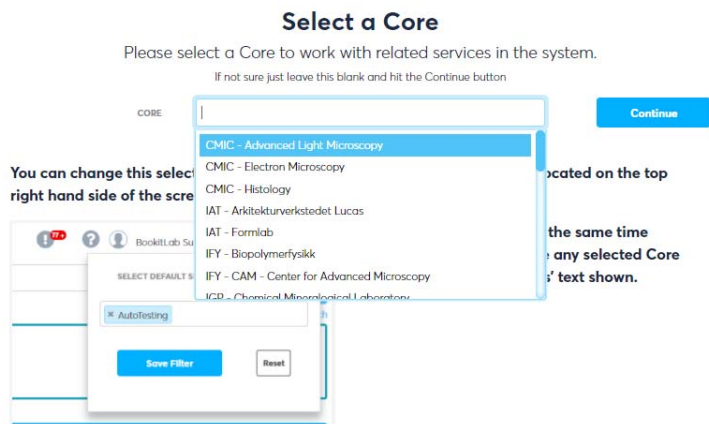 Select a Core
Please select a Core to work with related services in the system.
If not sure just leave this blank and hit the Continue button
CORE
Continue
CMIC - Advanced Light Microscopy
CMIC - Electron Microscopy
CMIC - Histology
IAT - Arkitekturverkstedet Lucas
IAT - Formlab
IFY - Biopolymerfysikk
IFY - CAM - Center for Advanced Microscopy
IGP - Chemical Mineralogical Laboratory
You can change this select
ocated on the top
right hand side of the scre
77+
?
BookitLab Su
the same time
any selected Core
s' text shown.
SELECT DEFAULT S
× AutoTesting
Save Filter
Reset